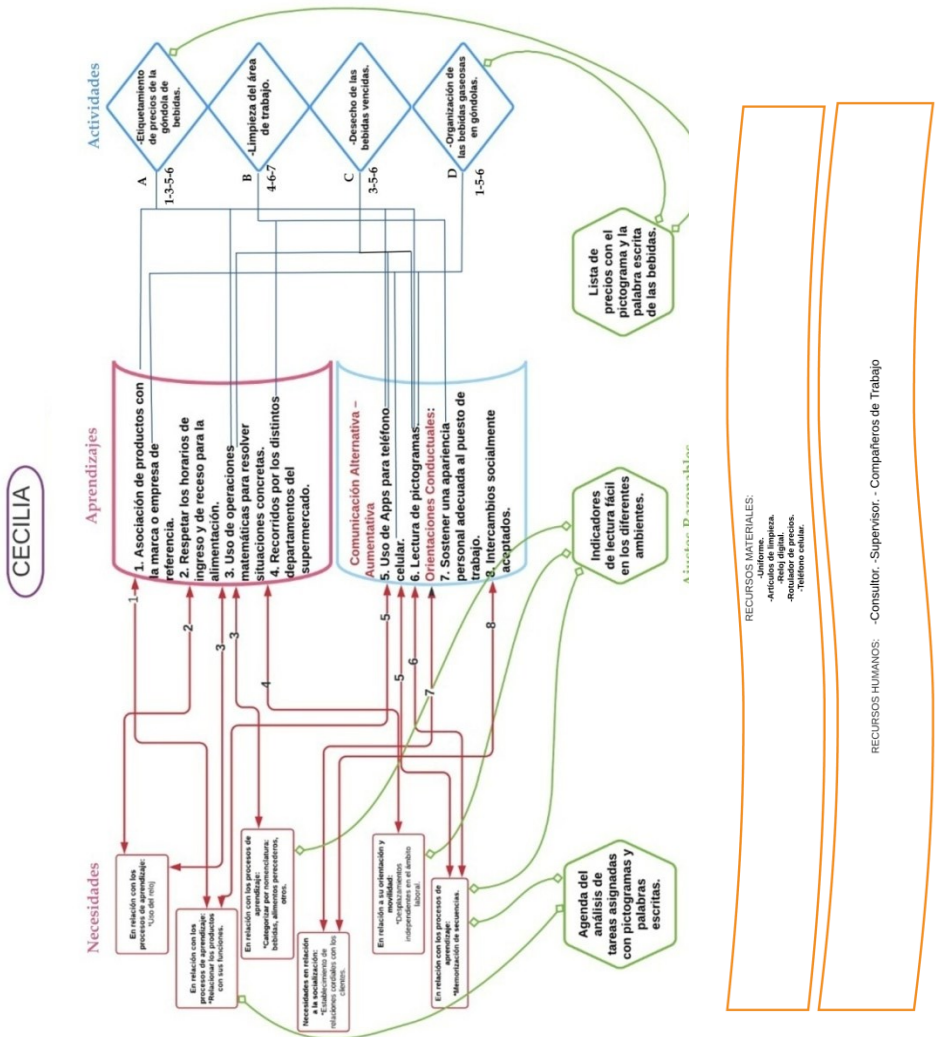 CECILIA
Necesidades
Aprendizajes
Actividades
En relación con los
procesos de aprendizaje:
*Uso del reloj
En relación con los
procesos de aprendizaje:
*Relacionar los productos
con sus funciones.
En relación con los procesos de
aprendizaje:
*Categorizar por nomenclatura:
bebidas, alimentos perecederos,
otros.
Necesidades en relación
a la socialización:
*Establecimiento de
relaciones cordiales con los
clientes.
En relación a su orientación y
movilidad:
*Desplazamientos
independientes en el ámbito
laboral.
En relación con los procesos de
aprendizaje:
*Memorización de secuencias.
1
2
3
3
4
5
5
6
7
8
1. Asociación de productos con
la marca o empresa de
referencia.
2. Respetar los horarios de
ingreso y de receso para la
alimentación.
3. Uso de operaciones
matemáticas para resolver
situaciones concretas.
4. Recorridos por los distintos
departamentos del
supermercado.
Comunicación Alternativa –
Aumentativa
5. Uso de Apps para teléfono
celular.
6. Lectura de pictogramas.
Orientaciones Conductuales:
7. Sostener una apariencia
personal adecuada al puesto de
trabajo.
8. Intercambios socialmente
aceptados.
A
1-3-5-6
-Etiquetamiento
de precios de la
góndola de
bebidas.
B
4-6-7
-Limpieza del área
de trabajo.
C
3-5-6
-Desecho de las
bebidas vencidas.
D
1-5-6
-Organización de
las bebidas gaseosas
en góndolas.
Agenda del
análisis de
tareas asignadas
con pictogramas y
palabras
escritas.
Indicadores
de lectura fácil
en los diferentes
ambientes.
Lista de
precios con el
pictograma y la
palabra escrita
de las bebidas.
Ajustes Razonables
RECURSOS MATERIALES:
-Uniforme.
-Artículos de limpieza.
-Reloj digital.
-Rotulador de precios.
-Teléfono celular.
RECURSOS HUMANOS: -Consultor. -Supervisor. - Compañeros de Trabajo